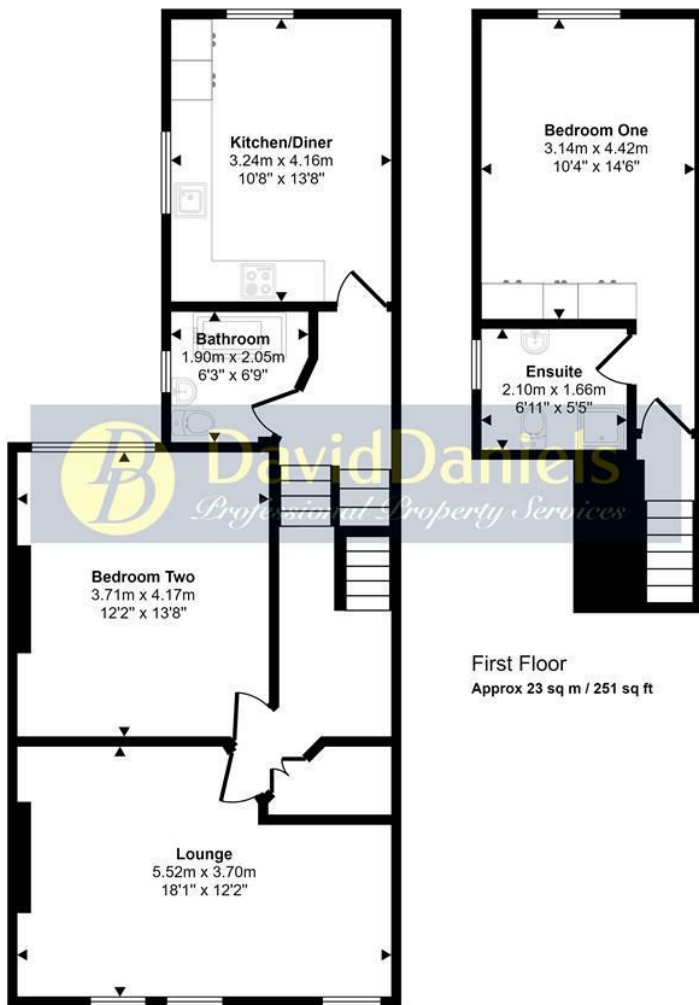 Kitchen/Diner
3.24m x 4.16m
10'8" x 13'8"
Bedroom One
3.14m x 4.42m
10'4" x 14'6"
Bathroom
1.90m x 2.05m
6'3" x 6'9"
Ensuite
2.10m x 1.66m
6'11" x 5'5"
DD
DavidDaniels
Professional Property Services
Bedroom Two
3.71m x 4.17m
12'2" x 13'8"
First Floor
Approx 23 sq m / 251 sq ft
Lounge
5.52m x 3.70m
18'1" x 12'2"